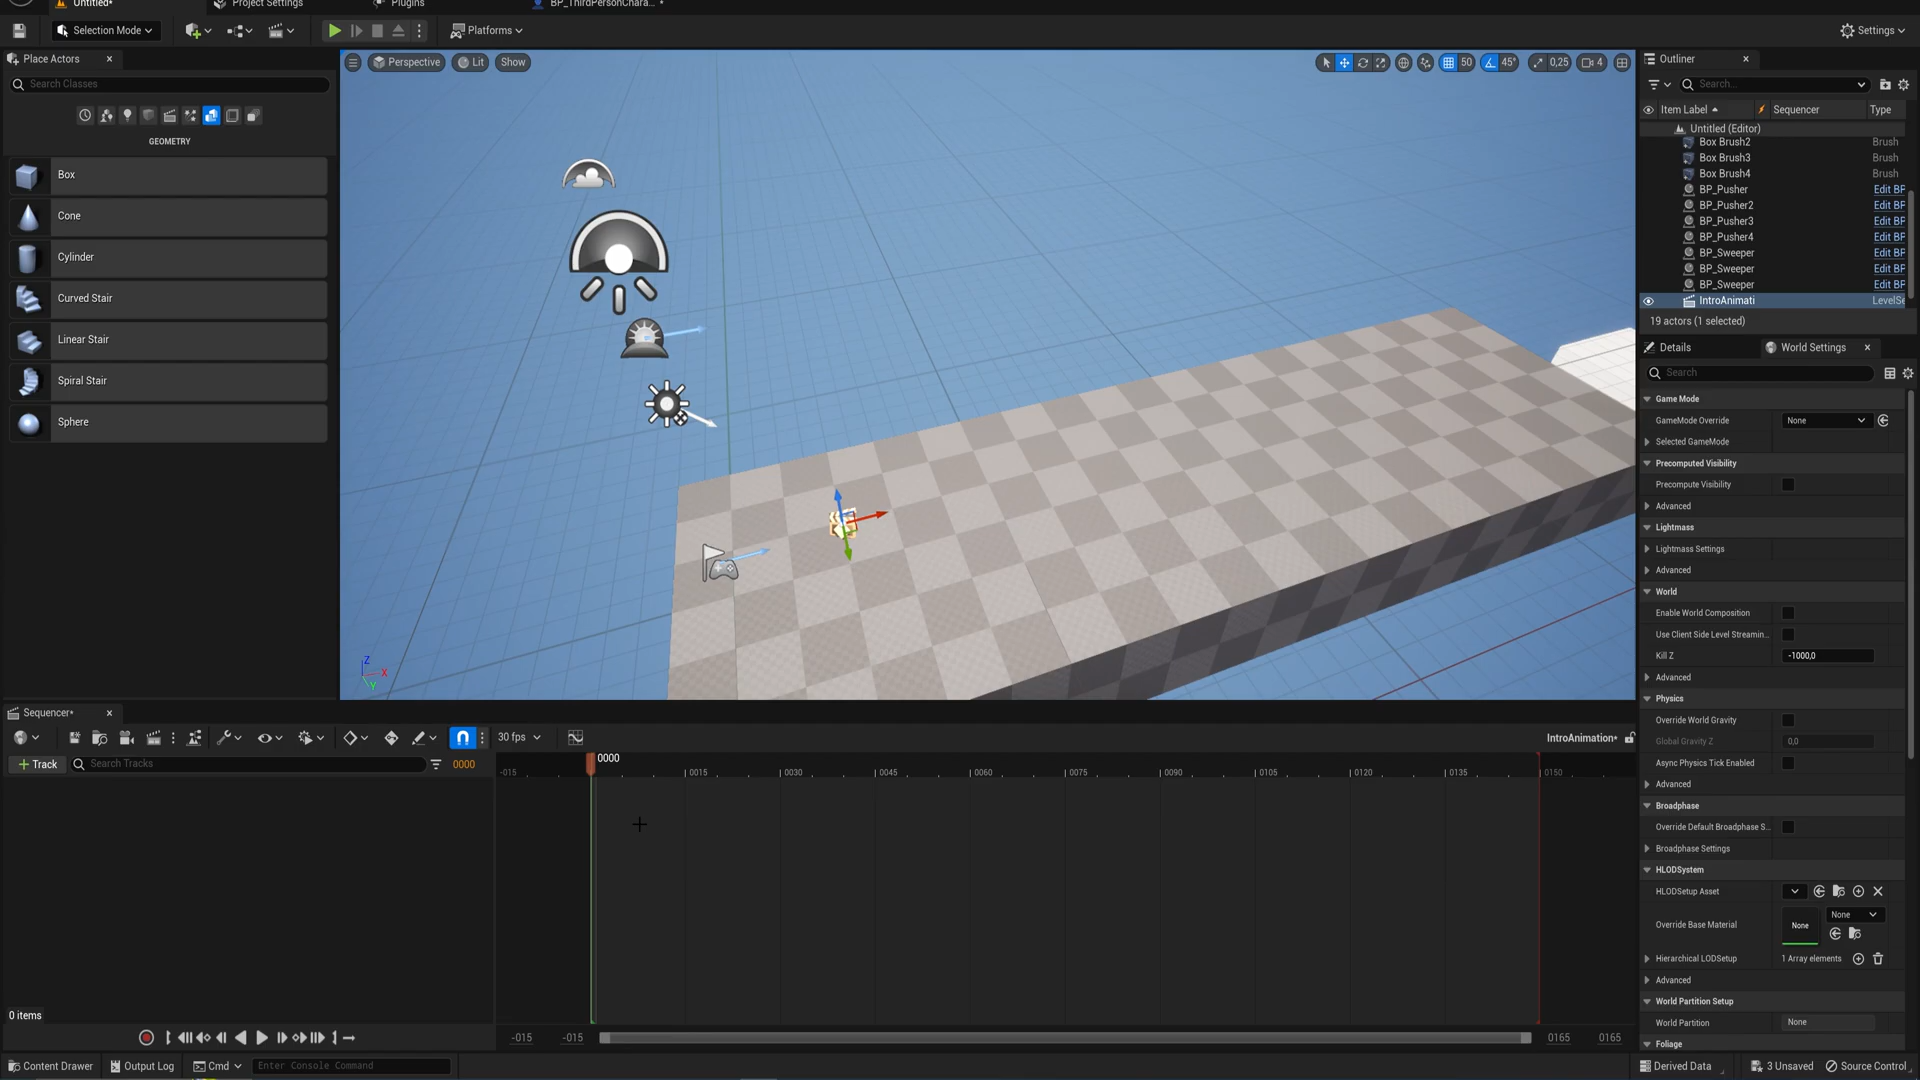 Untitled*
Project Settings
Plugins
BP_ThirdPersonChara... *
Selection Mode
Platforms
Settings
Place Actors
Search Classes
GEOMETRY
Box
Cone
Cylinder
Curved Stair
Linear Stair
Spiral Stair
Sphere
Perspective
Lit
Show
50
45°
0,25
4
Z
X
Y
Outliner
Search...
Item Label
Sequencer
Type
Untitled (Editor)
Box Brush2 Brush
Box Brush3 Brush
Box Brush4 Brush
BP_Pusher Edit BP
BP_Pusher2 Edit BP
BP_Pusher3 Edit BP
BP_Pusher4 Edit BP
BP_Sweeper Edit BP
BP_Sweeper Edit BP
BP_Sweeper Edit BP
IntroAnimati LevelSe
19 actors (1 selected)
Details
World Settings
Search
Game Mode
GameMode Override None
Selected GameMode
Precomputed Visibility
Precompute Visibility
Advanced
Lightmass
Lightmass Settings
Advanced
World
Enable World Composition
Use Client Side Level Streamin...
Kill Z -1000,0
Advanced
Physics
Override World Gravity
Global Gravity Z 0,0
Async Physics Tick Enabled
Advanced
Broadphase
Override Default Broadphase S...
Broadphase Settings
HLODSystem
HLODSetup Asset
Override Base Material None None
Hierarchical LODSetup 1 Array elements
Advanced
World Partition Setup
World Partition None
Foliage
Sequencer*
30 fps
IntroAnimation*
+ Track
Search Tracks
0000
0000
-015 0015 0030 0045 0060 0075 0090 0105 0120 0135 0150
0 items
-015 -015 0165 0165
Content Drawer
Output Log
Cmd
Enter Console Command
Derived Data
3 Unsaved
Source Control